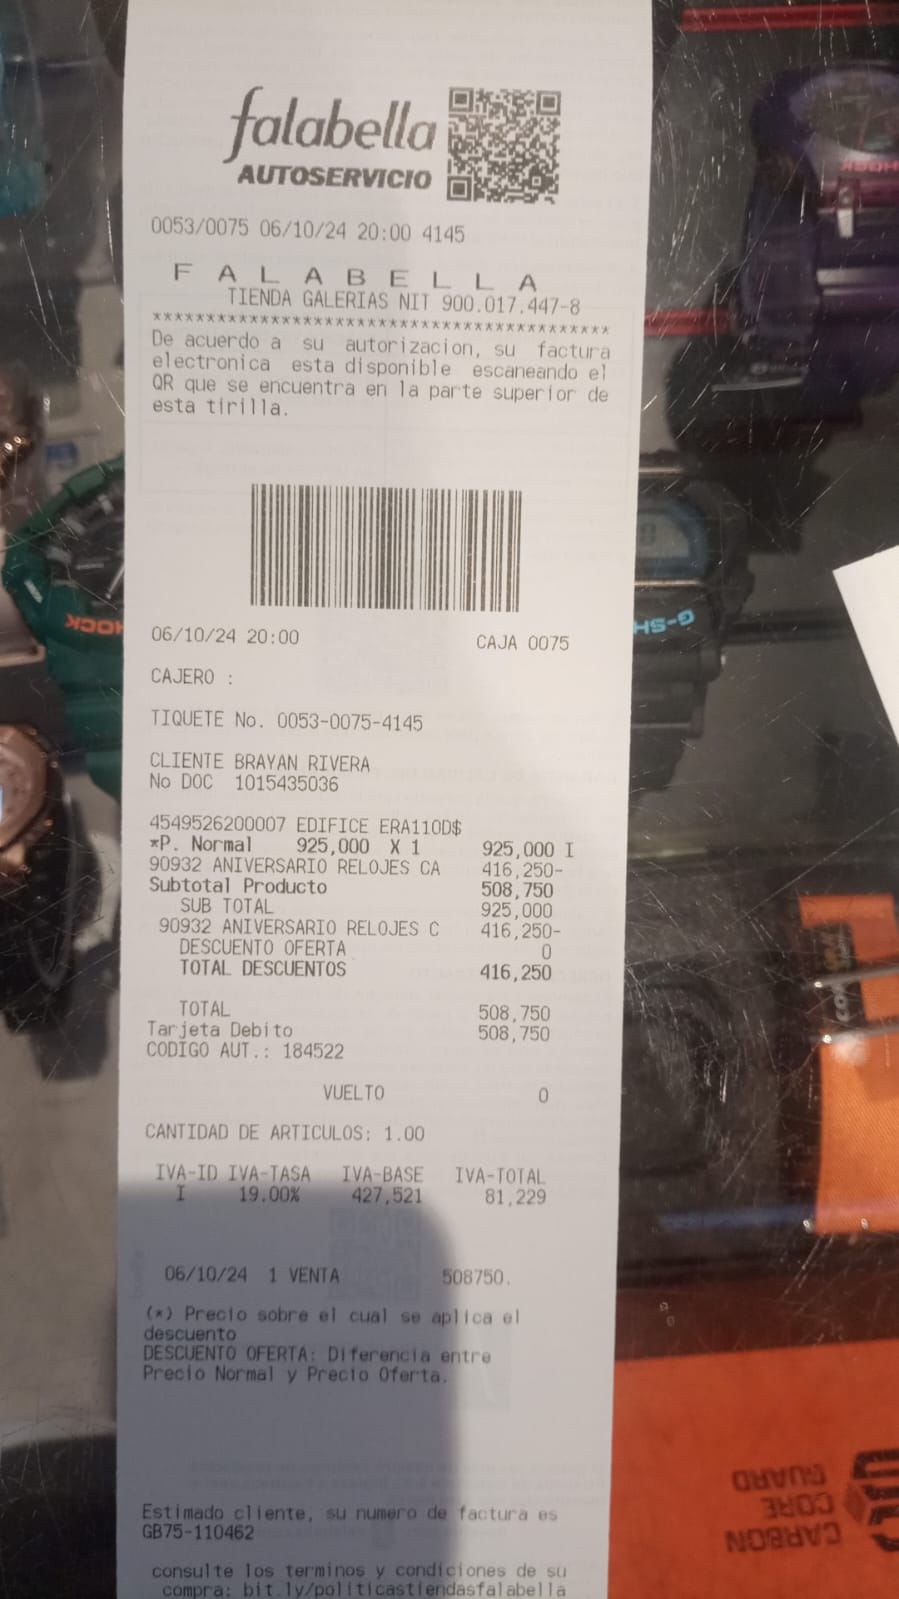 falabella
AUTOSERVICIO
0053/0075 06/10/24 20:00 4145
F A L A B E L L A
TIENDA GALERIAS NIT 900.017.447-8
******************************************
De acuerdo a su autorizacion, su factura
electronica esta disponible escaneando el
QR que se encuentra en la parte superior de
esta tirilla.
06/10/24 20:00 CAJA 0075
CAJERO :
TIQUETE No. 0053-0075-4145
CLIENTE BRAYAN RIVERA
No DOC 1015435036
4549526200007 EDIFICE ERA110D$
*P. Normal 925,000 X 1 925,000 I
90932 ANIVERSARIO RELOJES CA 416,250-
Subtotal Producto 508,750
SUB TOTAL 925,000
90932 ANIVERSARIO RELOJES C 416,250-
DESCUENTO OFERTA 0
TOTAL DESCUENTOS 416,250
TOTAL 508,750
Tarjeta Debito 508,750
CODIGO AUT.: 184522
VUELTO 0
CANTIDAD DE ARTICULOS: 1.00
IVA-ID IVA-TASA IVA-BASE IVA-TOTAL
I 19.00% 427,521 81,229
06/10/24 1 VENTA 508750.
(*) Precio sobre el cual se aplica el
descuento
DESCUENTO OFERTA: Diferencia entre
Precio Normal y Precio Oferta.
Estimado cliente, su numero de factura es
GB75-110462
consulte los terminos y condiciones de su
compra: bit.ly/politicastiendasfalabella
G-SH
HOCK
CARBON
CORE
GUARD